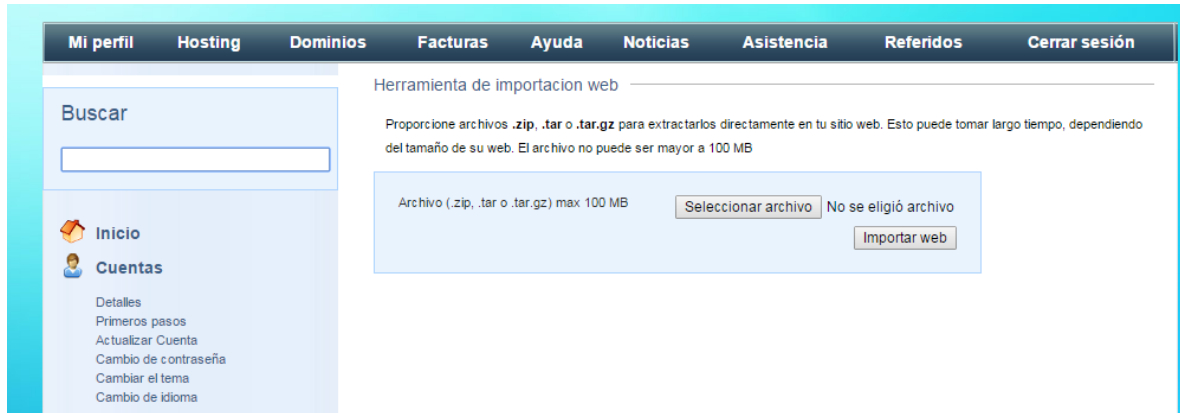 Mi perfil Hosting Dominios Facturas Ayuda Noticias Asistencia Referidos Cerrar sesión
Buscar
Inicio
Cuentas
Detalles
Primeros pasos
Actualizar Cuenta
Cambio de contraseña
Cambiar el tema
Cambio de idioma
Herramienta de importacion web
Proporcione archivos .zip, .tar o .tar.gz para extractarlos directamente en tu sitio web. Esto puede tomar largo tiempo, dependiendo
del tamaño de su web. El archivo no puede ser mayor a 100 MB
Archivo (.zip, .tar o .tar.gz) max 100 MB Seleccionar archivo No se eligió archivo
Importar web